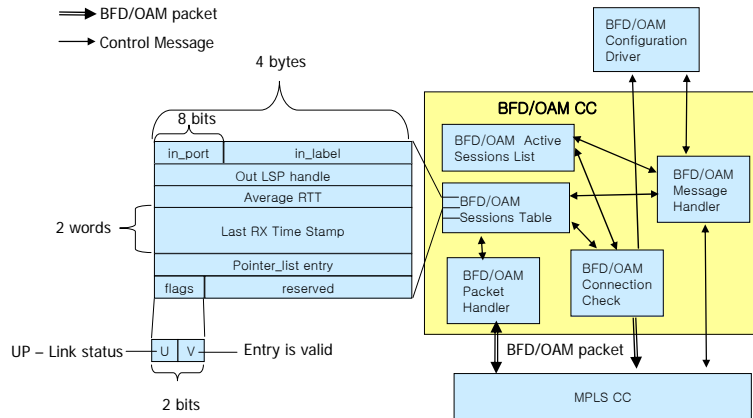 BFD/OAM packet
Control Message
4 bytes
8 bits
in_port
in_label
Out LSP handle
Average RTT
2 words
Last RX Time Stamp
Pointer_list entry
flags
reserved
UP – Link status
U
V
Entry is valid
2 bits
BFD/OAM
Configuration
Driver
BFD/OAM CC
BFD/OAM Active
Sessions List
BFD/OAM
Message
Handler
BFD/OAM
Sessions Table
BFD/OAM
Packet
Handler
BFD/OAM
Connection
Check
BFD/OAM packet
MPLS CC